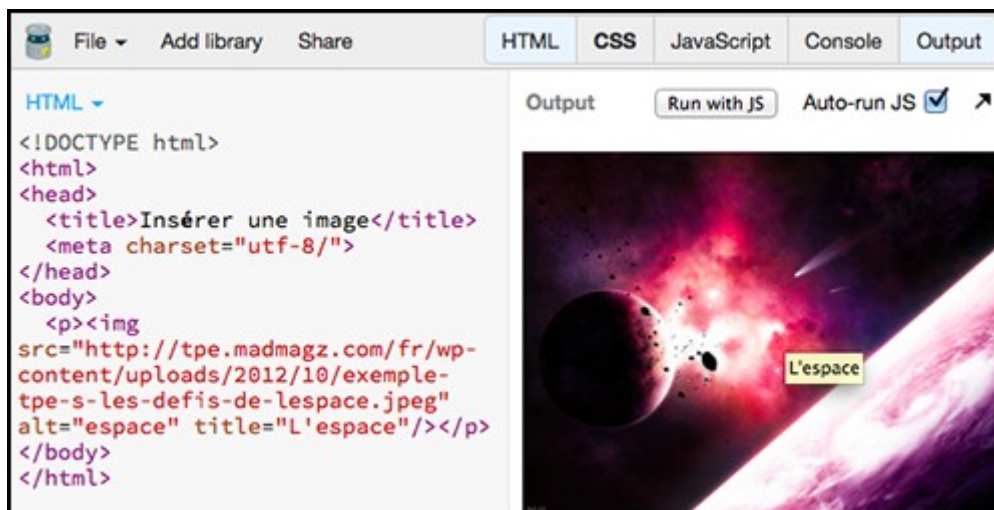 File Add library Share HTML CSS JavaScript Console Output
HTML
Output Run with JS Auto-run JS
<!DOCTYPE html>
<html>
<head>
<title>Insérer une image</title>
<meta charset="utf-8/">
</head>
<body>
<p><img
src="http://tpe.madmagz.com/fr/wp-
content/uploads/2012/10/exemple-
tpe-s-les-defis-de-lespace.jpeg"
alt="espace" title="L'espace"/></p>
</body>
</html>
L'espace